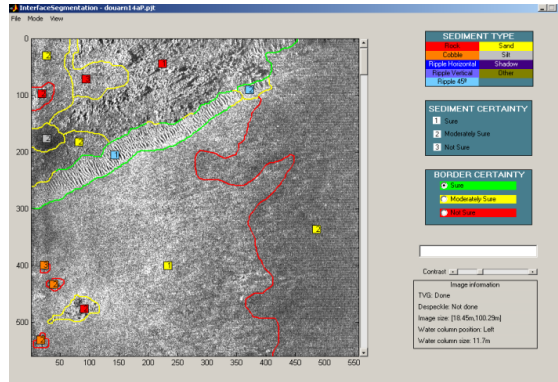 InterfaceSegmentation - douarn14aP.pjt
File Mode View
SEDIMENT TYPE
Rock Sand
Cobble Silt
Ripple Horizontal Shadow
Ripple Vertical Other
Ripple 45º
SEDIMENT CERTAINTY
1 Sure
2 Moderately Sure
3 Not Sure
BORDER CERTAINTY
Sure
Moderately Sure
Not Sure
Contrast
Image information
TVG: Done
Despeckle: Not done
Image size: [18.45m,100.29m]
Water column position: Left
Water column size: 11.7m
0
100
200
300
400
500
50 100 150 200 250 300 350 400 450 500 550